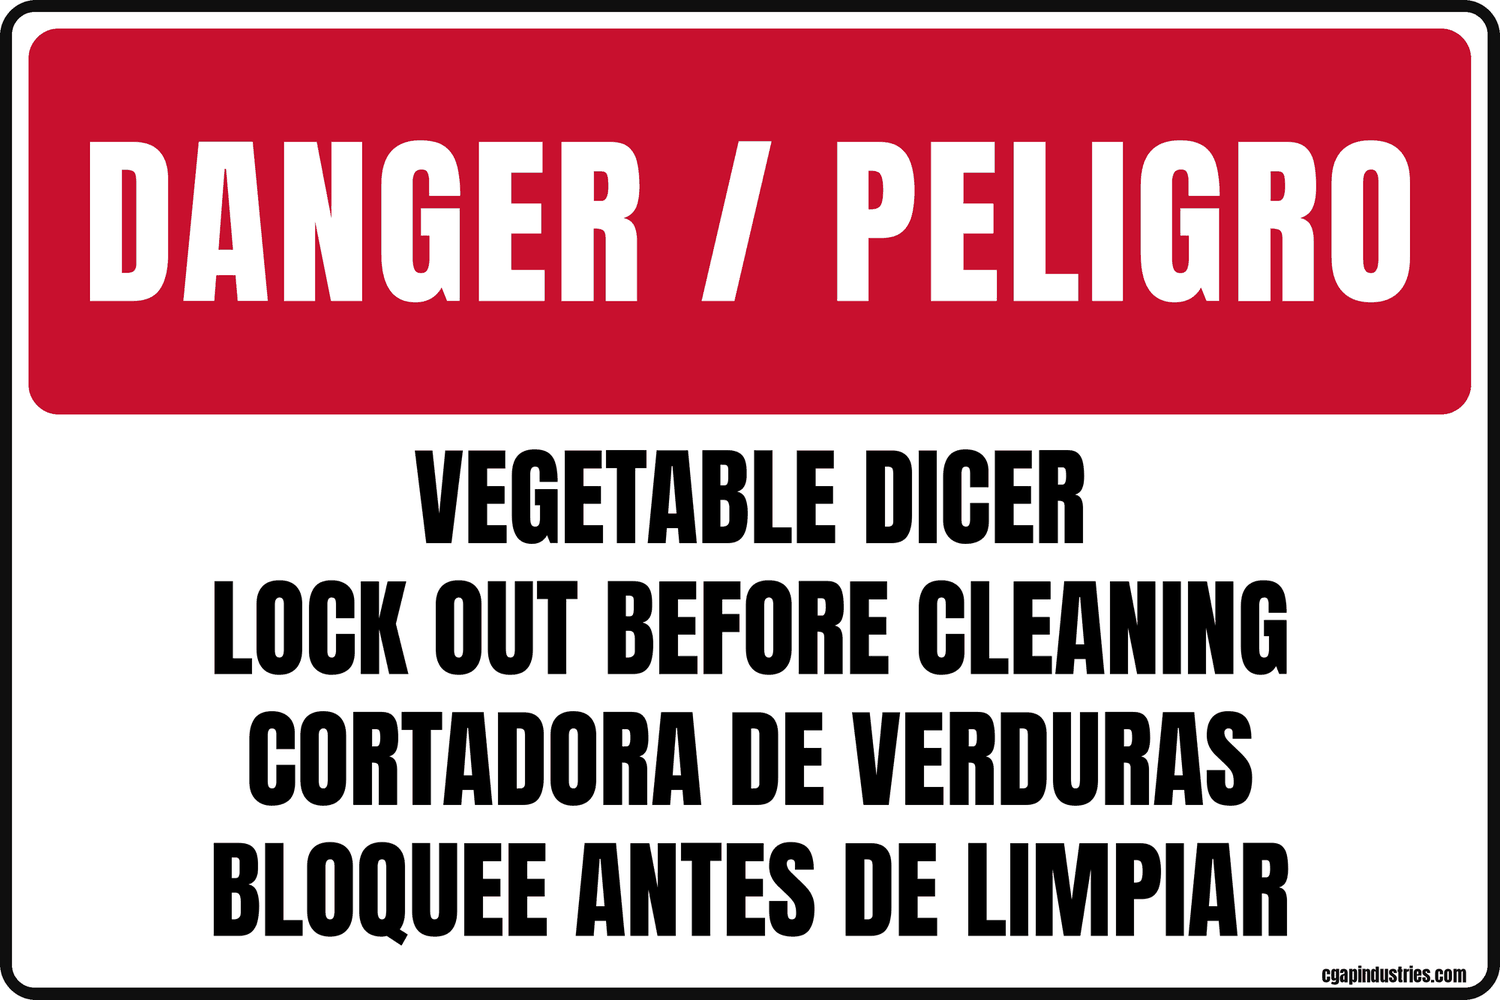 DANGER / PELIGRO
VEGETABLE DICER
LOCK OUT BEFORE CLEANING
CORTADORA DE VERDURAS
BLOQUEE ANTES DE LIMPIAR
cgapindustries.com